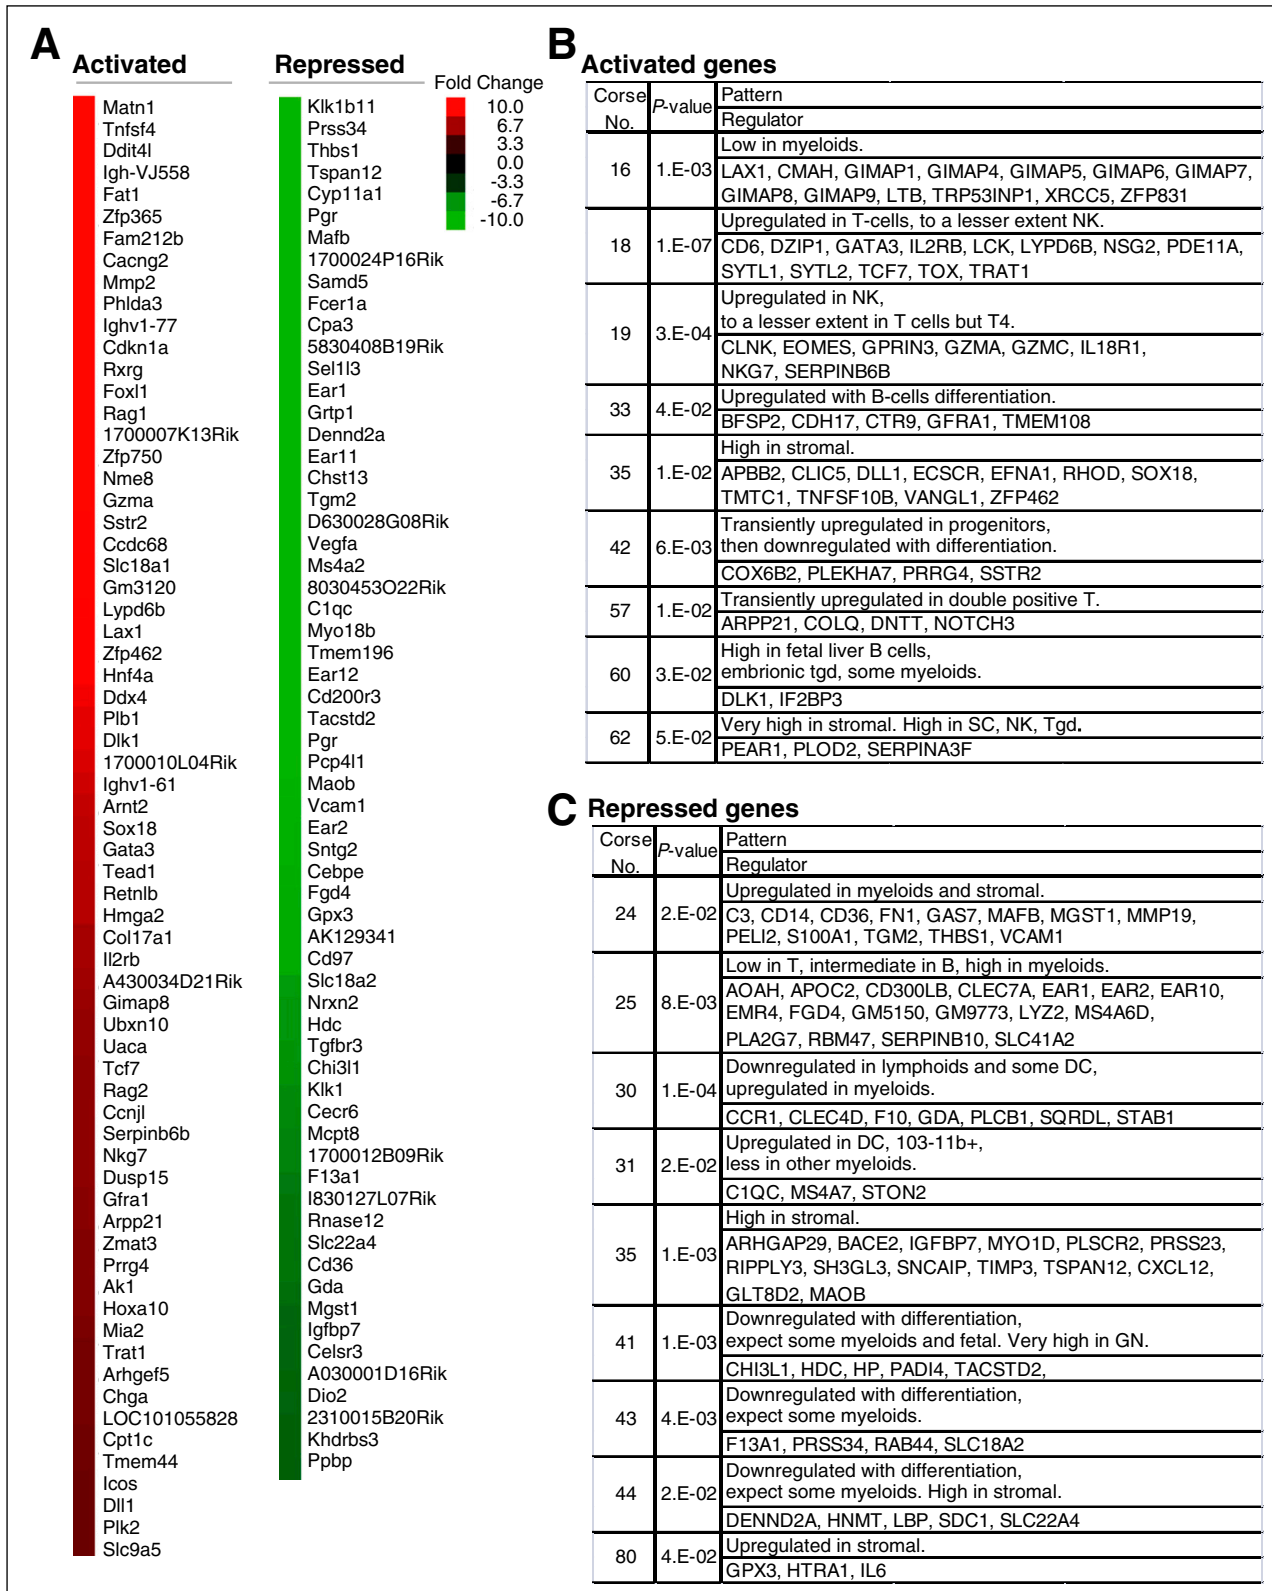 A
Activated
Matn1
Tnfsf4
Ddit4l
Igh-VJ558
Fat1
Zfp365
Fam212b
Cacng2
Mmp2
Phlda3
Ighv1-77
Cdkn1a
Rxrg
Foxl1
Rag1
1700007K13Rik
Zfp750
Nme8
Gzma
Sstr2
Ccdc68
Slc18a1
Gm3120
Lypd6b
Lax1
Zfp462
Hnf4a
Ddx4
Plb1
Dlk1
1700010L04Rik
Ighv1-61
Arnt2
Sox18
Gata3
Tead1
Retnlb
Hmga2
Col17a1
Il2rb
A430034D21Rik
Gimap8
Ubxn10
Uaca
Tcf7
Rag2
Ccnjl
Serpinb6b
Nkg7
Dusp15
Gfra1
Arpp21
Zmat3
Prrg4
Ak1
Hoxa10
Mia2
Trat1
Arhgef5
Chga
LOC101055828
Cpt1c
Tmem44
Icos
Dll1
Plk2
Slc9a5
Repressed
Klk1b11
Prss34
Thbs1
Tspan12
Cyp11a1
Pgr
Mafb
1700024P16Rik
Samd5
Fcer1a
Cpa3
5830408B19Rik
Sel1l3
Ear1
Grtp1
Dennd2a
Ear11
Chst13
Tgm2
D630028G08Rik
Vegfa
Ms4a2
8030453O22Rik
C1qc
Myo18b
Tmem196
Ear12
Cd200r3
Tacstd2
Pgr
Pcp4l1
Maob
Vcam1
Ear2
Sntg2
Cebpe
Fgd4
Gpx3
AK129341
Cd97
Slc18a2
Nrxn2
Hdc
Tgfbr3
Chi3l1
Klk1
Cecr6
Mcpt8
1700012B09Rik
F13a1
I830127L07Rik
Rnase12
Slc22a4
Cd36
Gda
Mgst1
Igfbp7
Celsr3
A030001D16Rik
Dio2
2310015B20Rik
Khdrbs3
Ppbp
Fold Change
10.0
6.7
3.3
0.0
-3.3
-6.7
-10.0
B
Activated genes
Corse No. P-value Pattern
Regulator
16 1.E-03 Low in myeloids.
LAX1, CMAH, GIMAP1, GIMAP4, GIMAP5, GIMAP6, GIMAP7,
GIMAP8, GIMAP9, LTB, TRP53INP1, XRCC5, ZFP831
18 1.E-07 Upregulated in T-cells, to a lesser extent NK.
CD6, DZIP1, GATA3, IL2RB, LCK, LYPD6B, NSG2, PDE11A,
SYTL1, SYTL2, TCF7, TOX, TRAT1
19 3.E-04 Upregulated in NK,
to a lesser extent in T cells but T4.
CLNK, EOMES, GPRIN3, GZMA, GZMC, IL18R1,
NKG7, SERPINB6B
33 4.E-02 Upregulated with B-cells differentiation.
BFSP2, CDH17, CTR9, GFRA1, TMEM108
35 1.E-02 High in stromal.
APBB2, CLIC5, DLL1, ECSCR, EFNA1, RHOD, SOX18,
TMTC1, TNFSF10B, VANGL1, ZFP462
42 6.E-03 Transiently upregulated in progenitors,
then downregulated with differentiation.
COX6B2, PLEKHA7, PRRG4, SSTR2
57 1.E-02 Transiently upregulated in double positive T.
ARPP21, COLQ, DNTT, NOTCH3
60 3.E-02 High in fetal liver B cells,
embrionic tgd, some myeloids.
DLK1, IF2BP3
62 5.E-02 Very high in stromal. High in SC, NK, Tgd.
PEAR1, PLOD2, SERPINA3F
C
Repressed genes
Corse No. P-value Pattern
Regulator
24 2.E-02 Upregulated in myeloids and stromal.
C3, CD14, CD36, FN1, GAS7, MAFB, MGST1, MMP19,
PELI2, S100A1, TGM2, THBS1, VCAM1
25 8.E-03 Low in T, intermediate in B, high in myeloids.
AOAH, APOC2, CD300LB, CLEC7A, EAR1, EAR2, EAR10,
EMR4, FGD4, GM5150, GM9773, LYZ2, MS4A6D,
PLA2G7, RBM47, SERPINB10, SLC41A2
30 1.E-04 Downregulated in lymphoids and some DC,
upregulated in myeloids.
CCR1, CLEC4D, F10, GDA, PLCB1, SQRDL, STAB1
31 2.E-02 Upregulated in DC, 103-11b+,
less in other myeloids.
C1QC, MS4A7, STON2
35 1.E-03 High in stromal.
ARHGAP29, BACE2, IGFBP7, MYO1D, PLSCR2, PRSS23,
RIPPLY3, SH3GL3, SNCAIP, TIMP3, TSPAN12, CXCL12,
GLT8D2, MAOB
41 1.E-03 Downregulated with differentiation,
expect some myeloids and fetal. Very high in GN.
CHI3L1, HDC, HP, PADI4, TACSTD2,
43 4.E-03 Downregulated with differentiation,
expect some myeloids.
F13A1, PRSS34, RAB44, SLC18A2
44 2.E-02 Downregulated with differentiation,
expect some myeloids. High in stromal.
DENND2A, HNMT, LBP, SDC1, SLC22A4
80 4.E-02 Upregulated in stromal.
GPX3, HTRA1, IL6